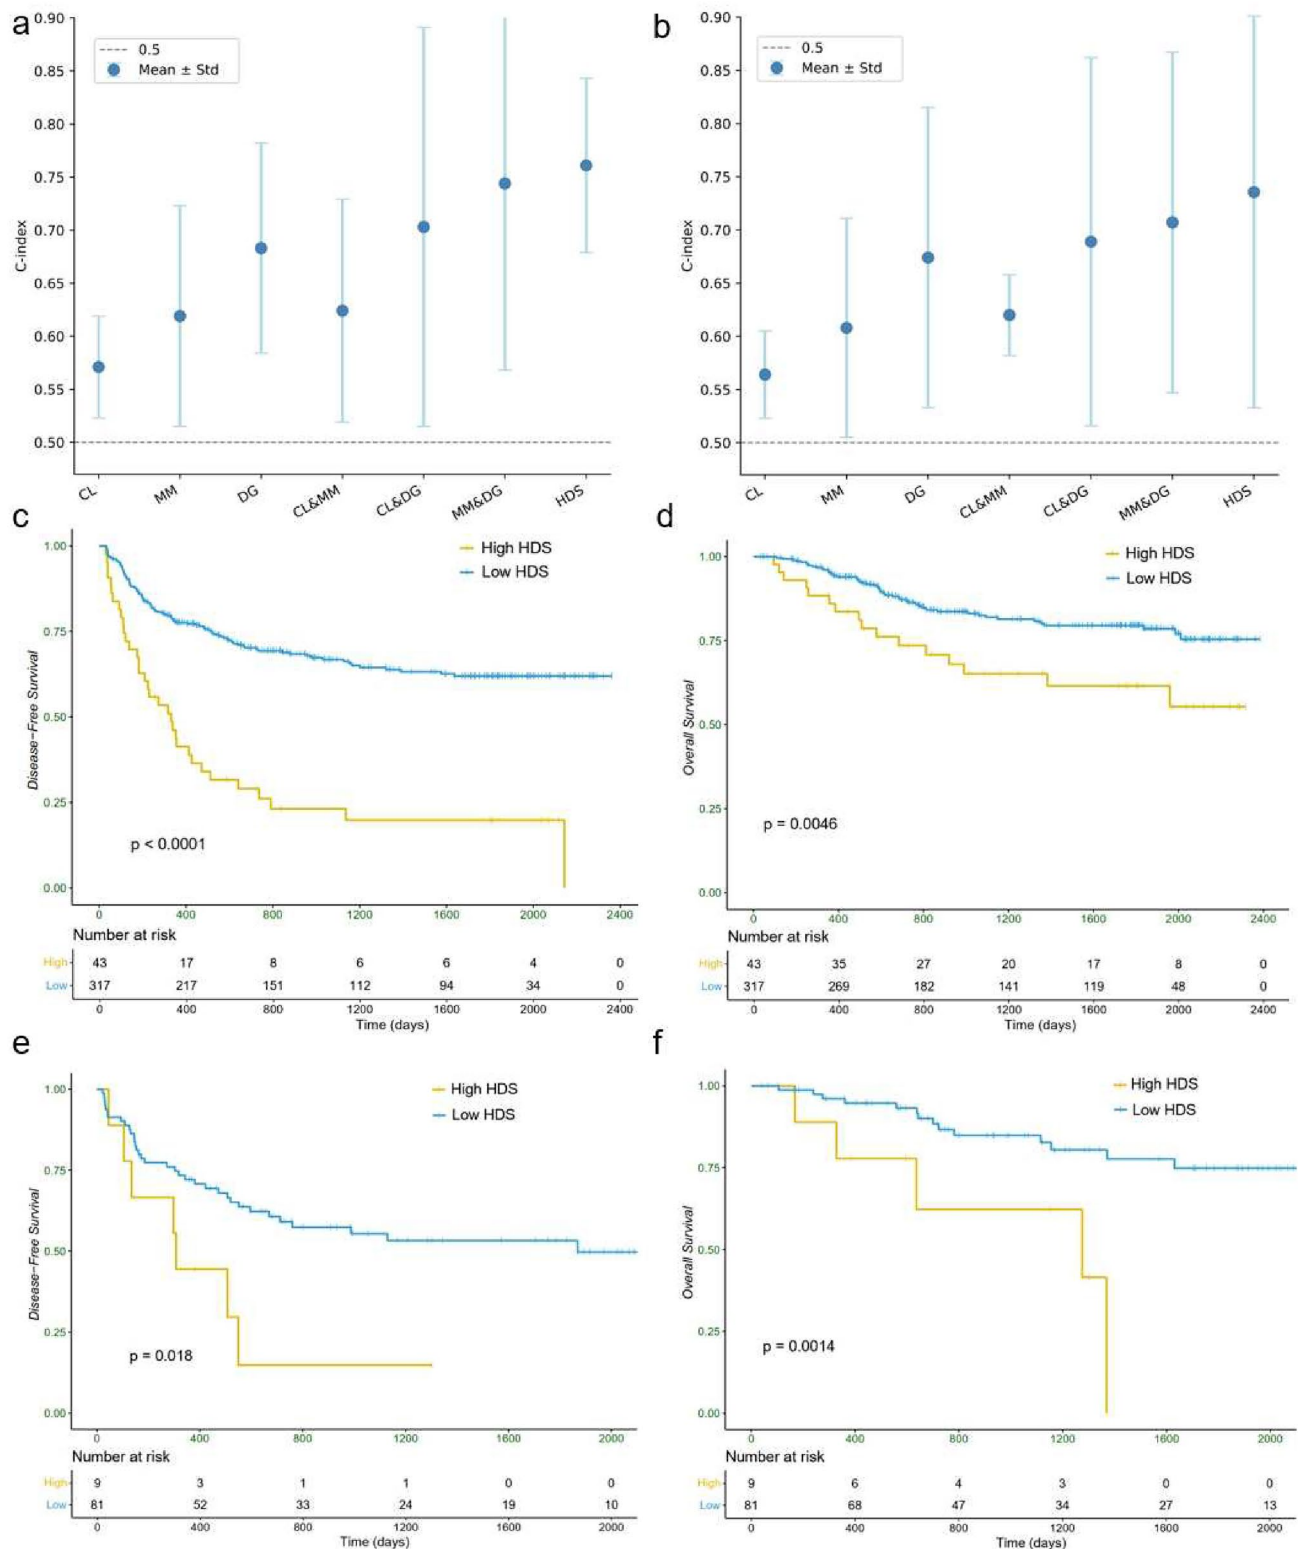 a
0.90
0.85
0.80
0.75
0.70
0.65
0.60
0.55
0.50
C-index
0.5
Mean ± Std
CL
MM
DG
CL&MM
CL&DG
MM&DG
HDS
b
0.90
0.85
0.80
0.75
0.70
0.65
0.60
0.55
0.50
C-index
0.5
Mean ± Std
CL
MM
DG
CL&MM
CL&DG
MM&DG
HDS
c
1.00
0.75
0.50
0.25
0.00
Disease-Free Survival
High HDS
Low HDS
p < 0.0001
0 400 800 1200 1600 2000 2400
Number at risk
High 43 17 8 6 6 4 0
Low 317 217 151 112 94 34 0
0 400 800 1200 1600 2000 2400
Time (days)
d
1.00
0.75
0.50
0.25
0.00
Overall Survival
High HDS
Low HDS
p = 0.0046
0 400 800 1200 1600 2000 2400
Number at risk
High 43 35 27 20 17 8 0
Low 317 269 182 141 119 48 0
0 400 800 1200 1600 2000 2400
Time (days)
e
1.00
0.75
0.50
0.25
0.00
Disease-Free Survival
High HDS
Low HDS
p = 0.018
0 400 800 1200 1600 2000
Number at risk
High 9 3 1 1 0 0
Low 81 52 33 24 19 10
0 400 800 1200 1600 2000
Time (days)
f
1.00
0.75
0.50
0.25
0.00
Overall Survival
High HDS
Low HDS
p = 0.0014
0 400 800 1200 1600 2000
Number at risk
High 9 6 4 3 0 0
Low 81 68 47 34 27 13
0 400 800 1200 1600 2000
Time (days)